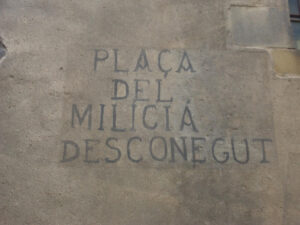 PLAÇA
DEL
MILICIÀ
DESCONEGUT